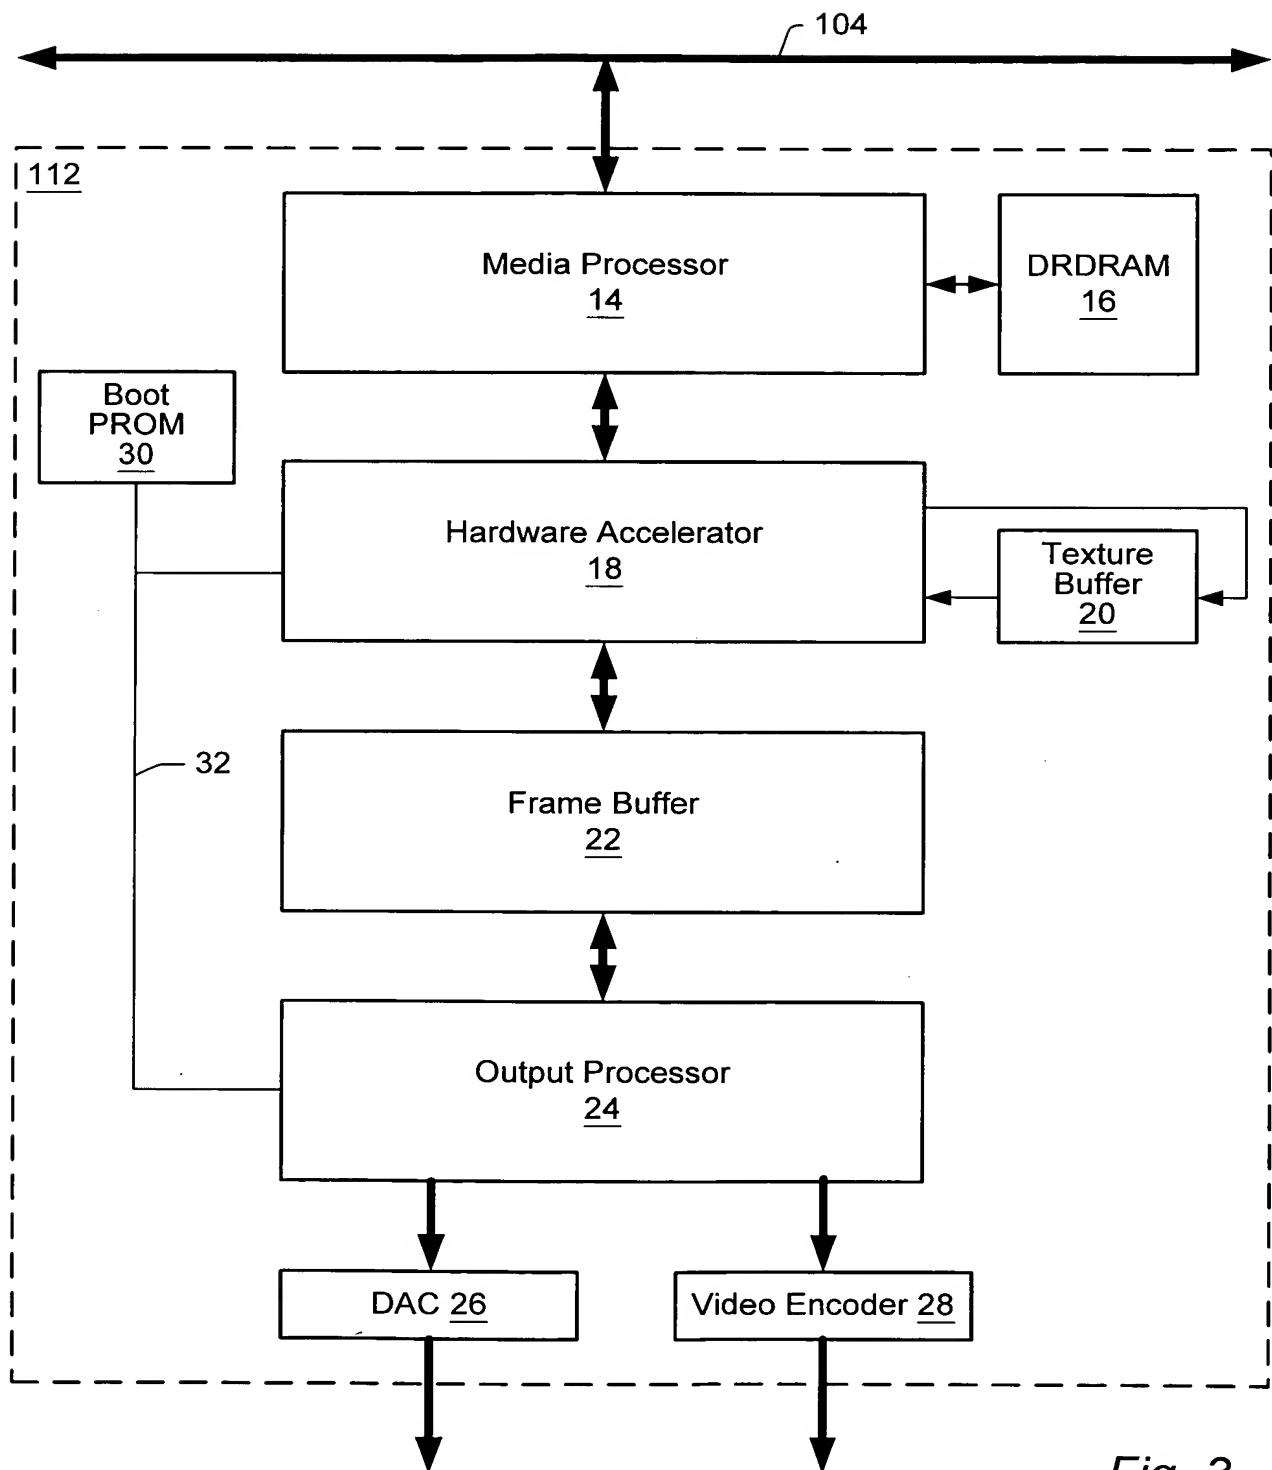 104
112
Media Processor
14
DRDRAM
16
Boot
PROM
30
Hardware Accelerator
18
Texture
Buffer
20
32
Frame Buffer
22
Output Processor
24
DAC 26
Video Encoder 28